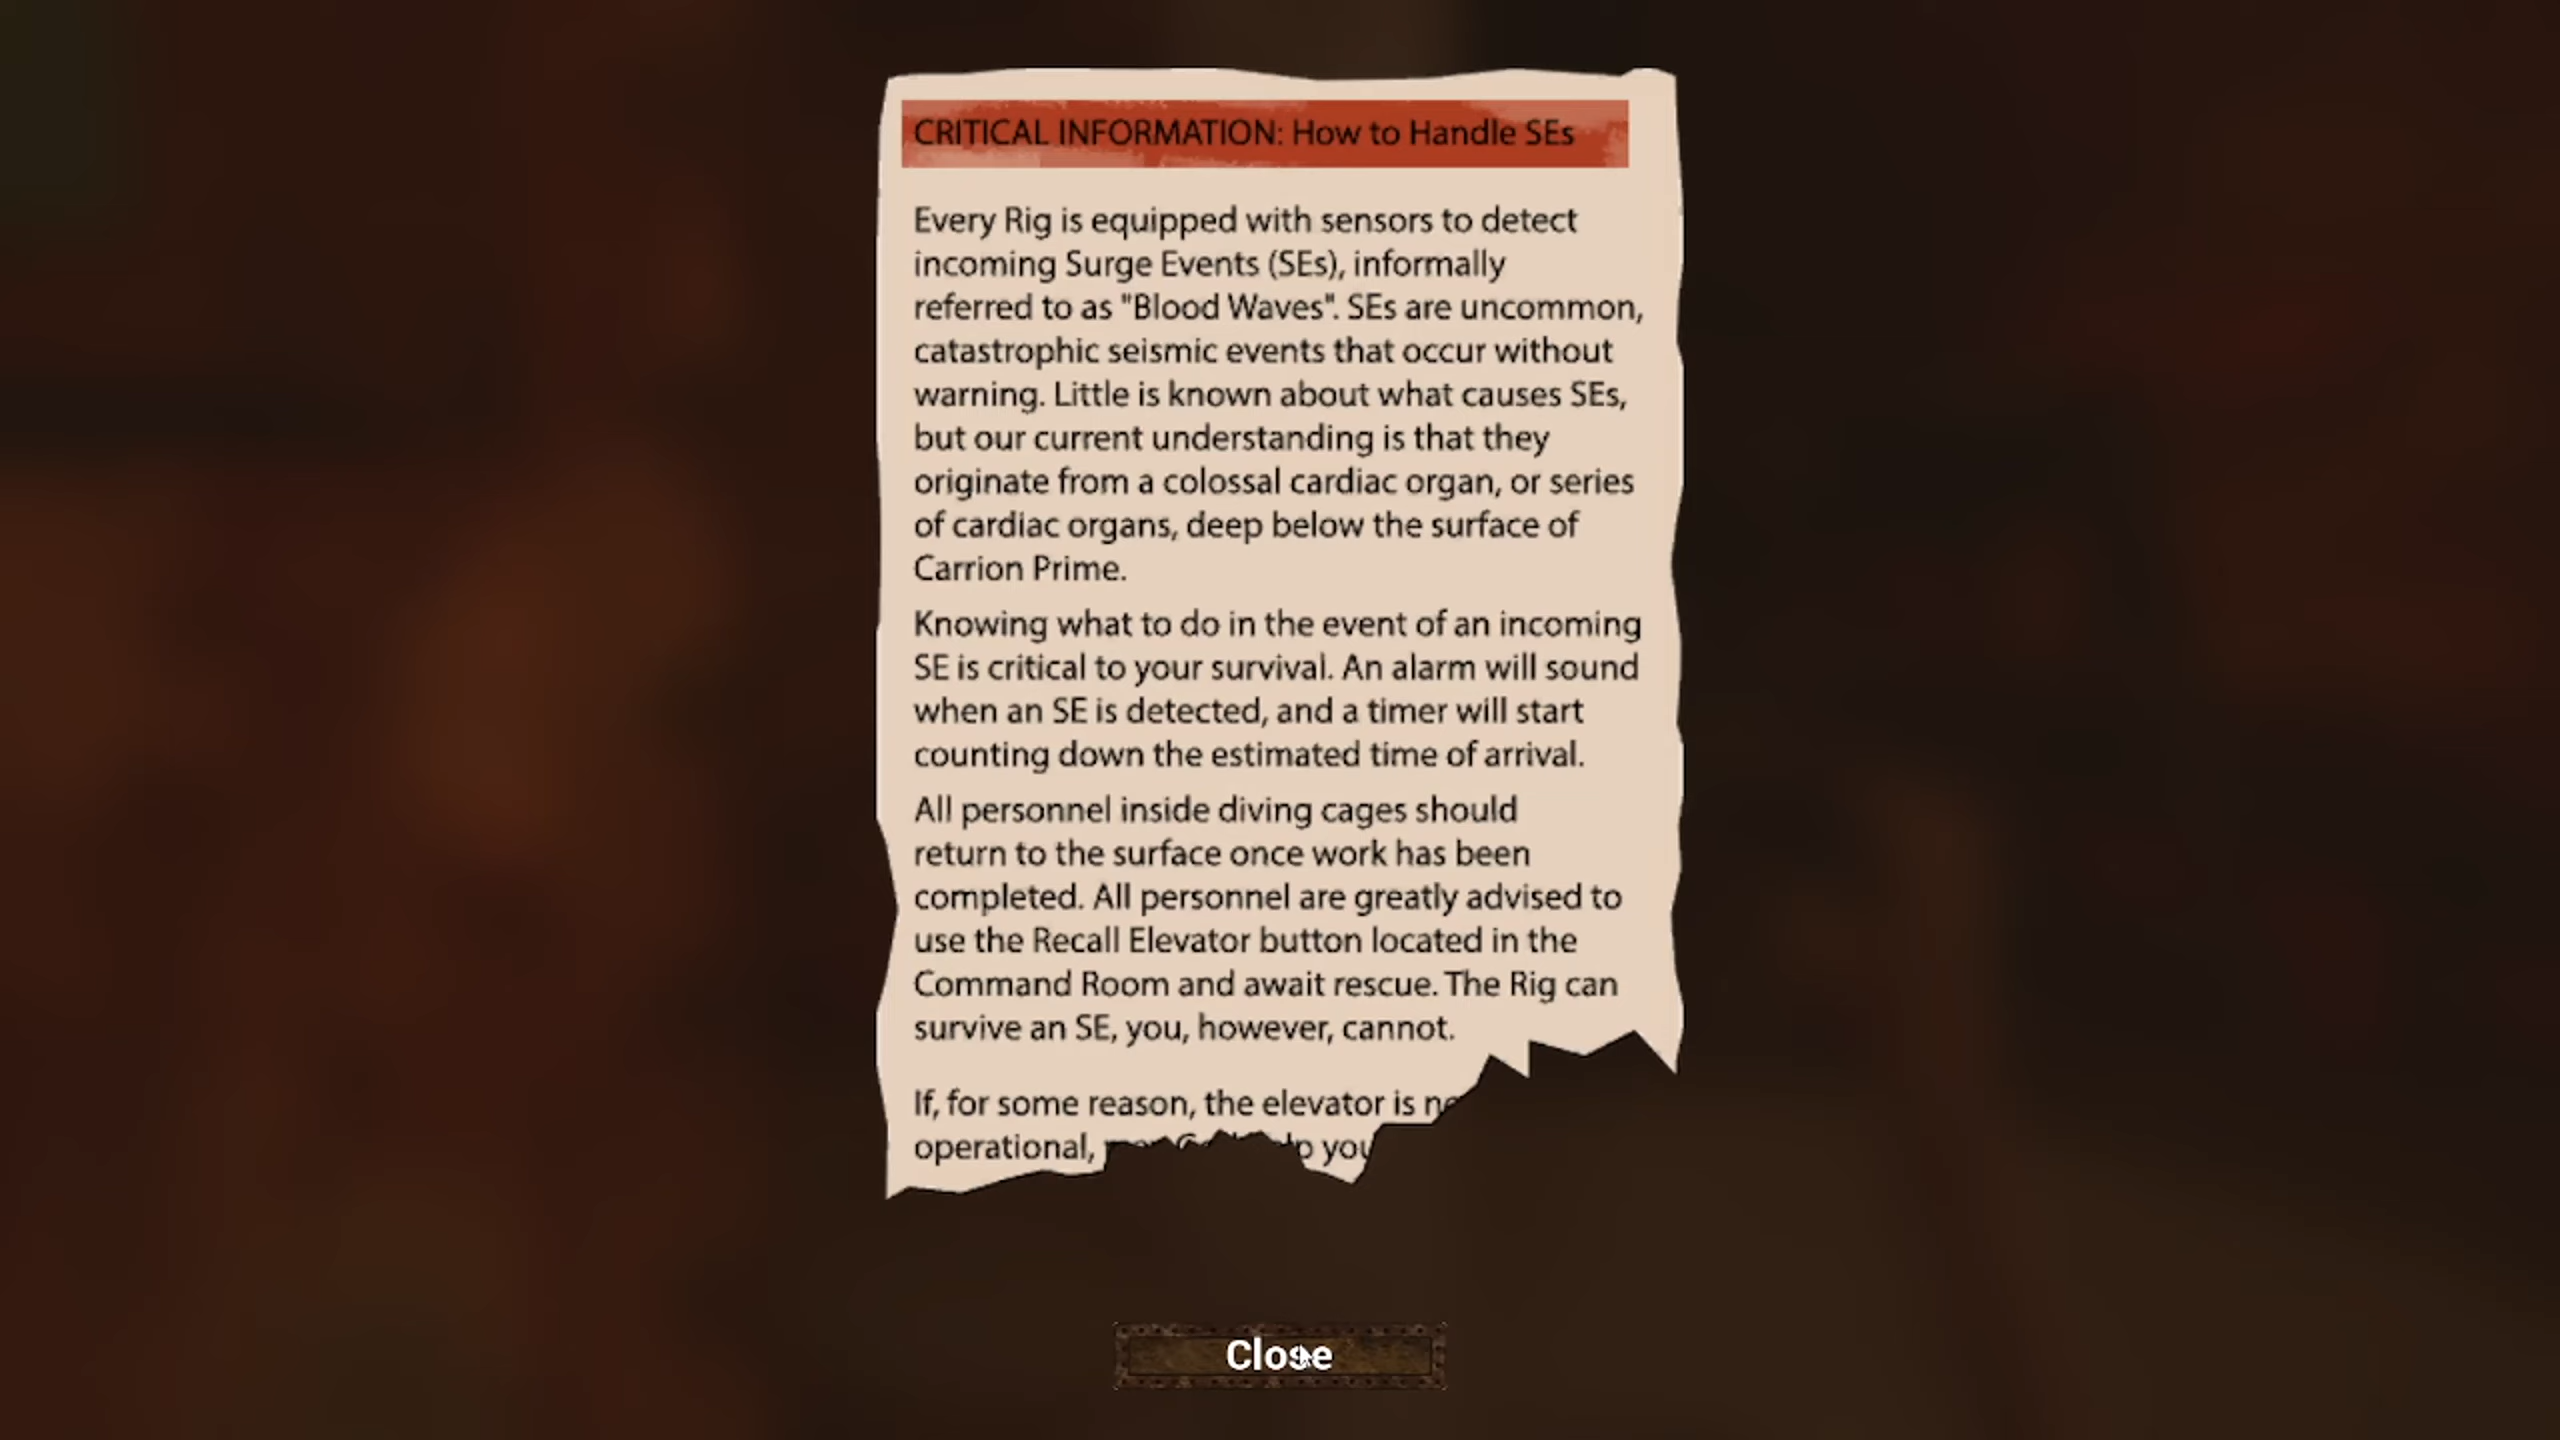 CRITICAL INFORMATION: How to Handle SEs
Every Rig is equipped with sensors to detect
incoming Surge Events (SEs), informally
referred to as "Blood Waves". SEs are uncommon,
catastrophic seismic events that occur without
warning. Little is known about what causes SEs,
but our current understanding is that they
originate from a colossal cardiac organ, or series
of cardiac organs, deep below the surface of
Carrion Prime.
Knowing what to do in the event of an incoming
SE is critical to your survival. An alarm will sound
when an SE is detected, and a timer will start
counting down the estimated time of arrival.
All personnel inside diving cages should
return to the surface once work has been
completed. All personnel are greatly advised to
use the Recall Elevator button located in the
Command Room and await rescue. The Rig can
survive an SE, you, however, cannot.
If, for some reason, the elevator is
operational, you
Close